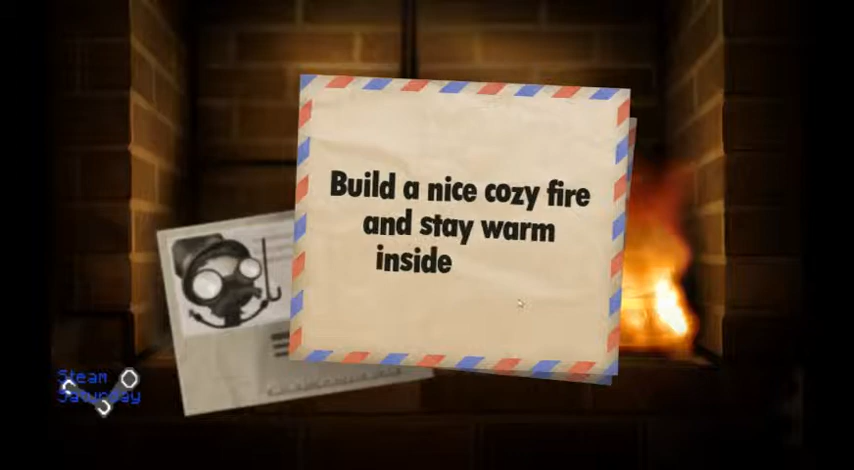 Build a nice cozy fire
and stay warm
inside
Steam
Saturday